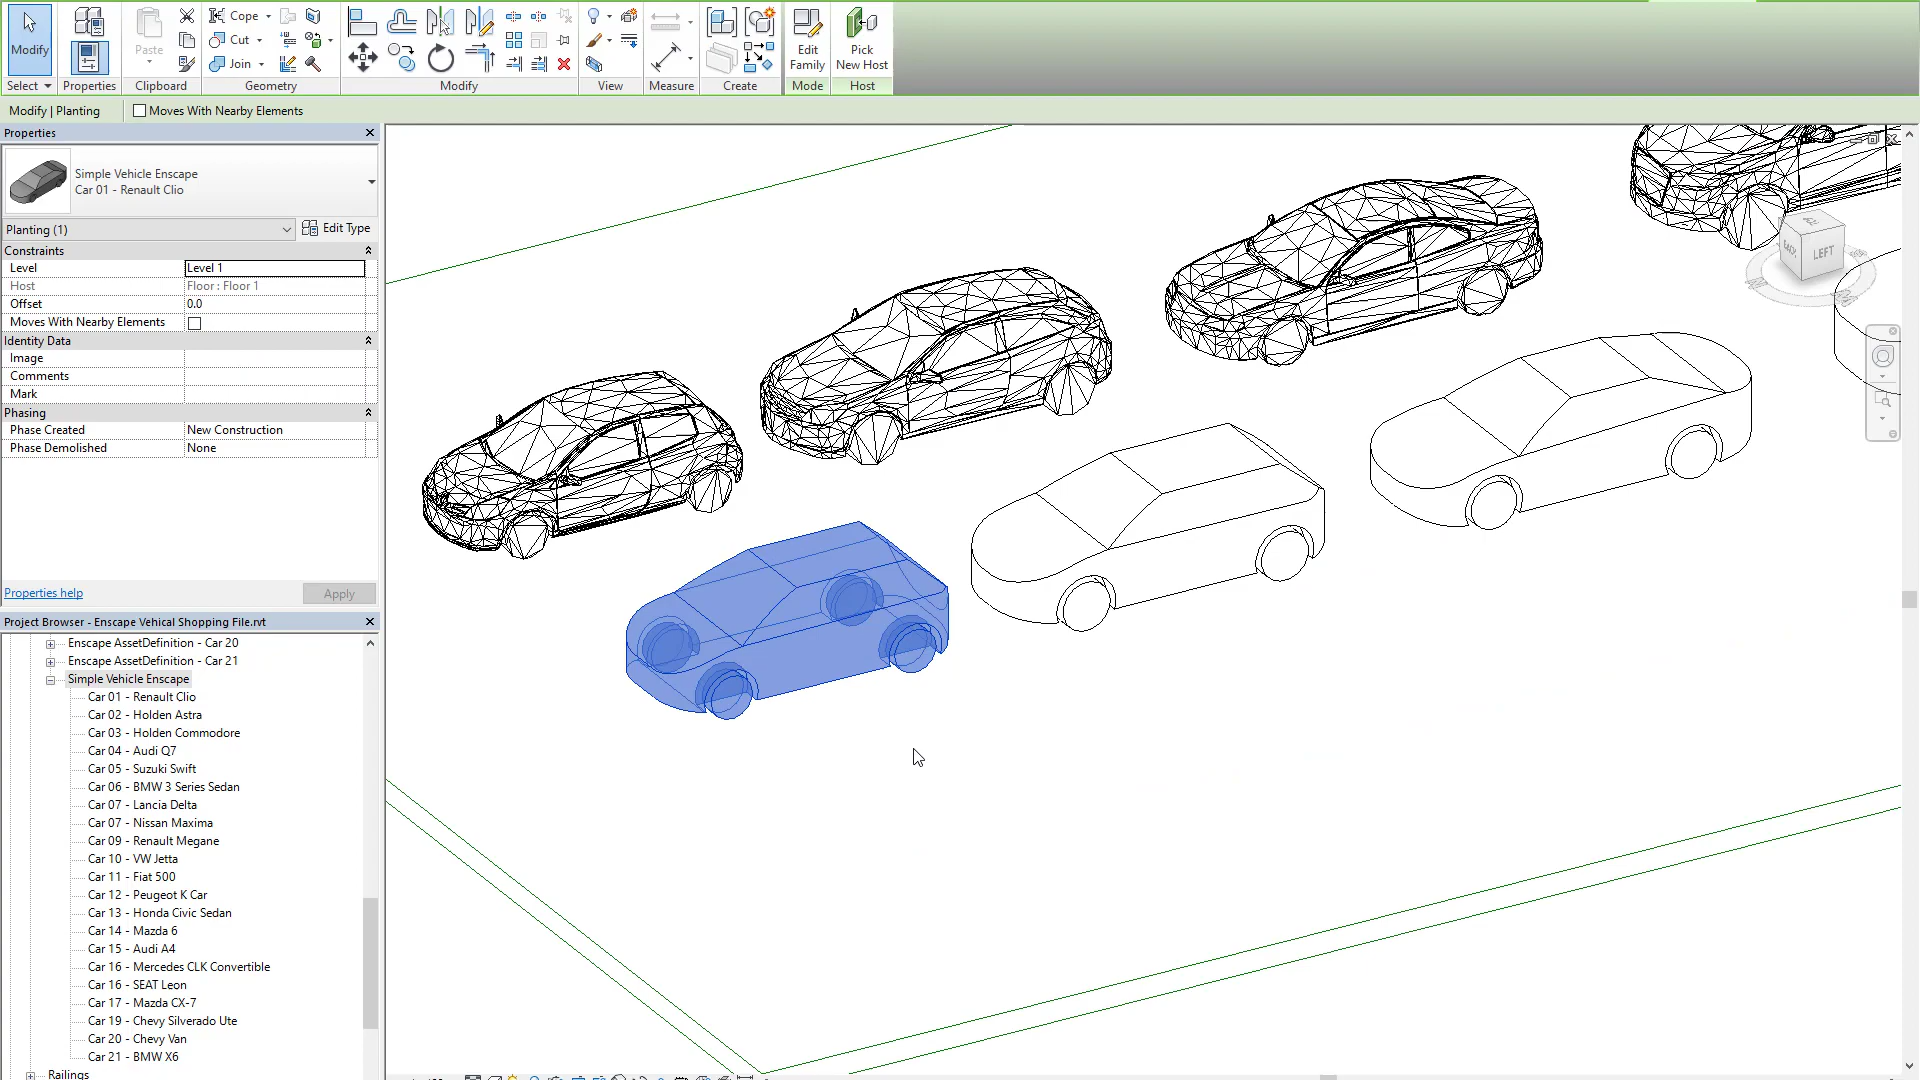 Modify
Select
Properties
Paste
Clipboard
Cope
Cut
Join
Geometry
Modify
View
Measure
Create
Edit
Family
Mode
Pick
New Host
Host
Modify | Planting
Moves With Nearby Elements
Properties
Simple Vehicle Enscape
Car 01 - Renault Clio
Planting (1)
Edit Type
Constraints
Level
Level 1
Host
Floor : Floor 1
Offset
0.0
Moves With Nearby Elements
Identity Data
Image
Comments
Mark
Phasing
Phase Created
New Construction
Phase Demolished
None
Properties help
Apply
Project Browser - Enscape Vehical Shopping File.rvt
Enscape AssetDefinition - Car 20
Enscape AssetDefinition - Car 21
Simple Vehicle Enscape
Car 01 - Renault Clio
Car 02 - Holden Astra
Car 03 - Holden Commodore
Car 04 - Audi Q7
Car 05 - Suzuki Swift
Car 06 - BMW 3 Series Sedan
Car 07 - Lancia Delta
Car 07 - Nissan Maxima
Car 09 - Renault Megane
Car 10 - VW Jetta
Car 11 - Fiat 500
Car 12 - Peugeot K Car
Car 13 - Honda Civic Sedan
Car 14 - Mazda 6
Car 15 - Audi A4
Car 16 - Mercedes CLK Convertible
Car 16 - SEAT Leon
Car 17 - Mazda CX-7
Car 19 - Chevy Silverado Ute
Car 20 - Chevy Van
Car 21 - BMW X6
Railings
LEFT